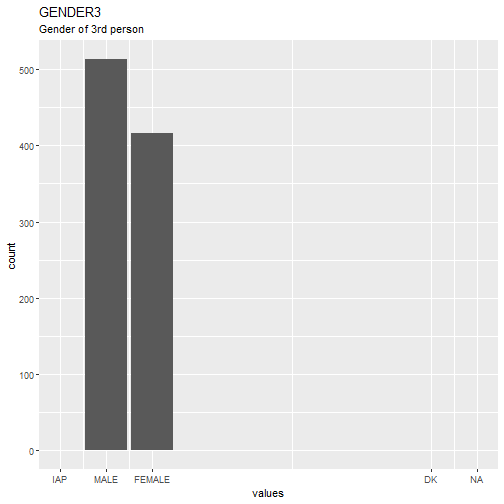 GENDER3
Gender of 3rd person
500
400
300
200
100
0
count
IAP MALE FEMALE DK NA
values